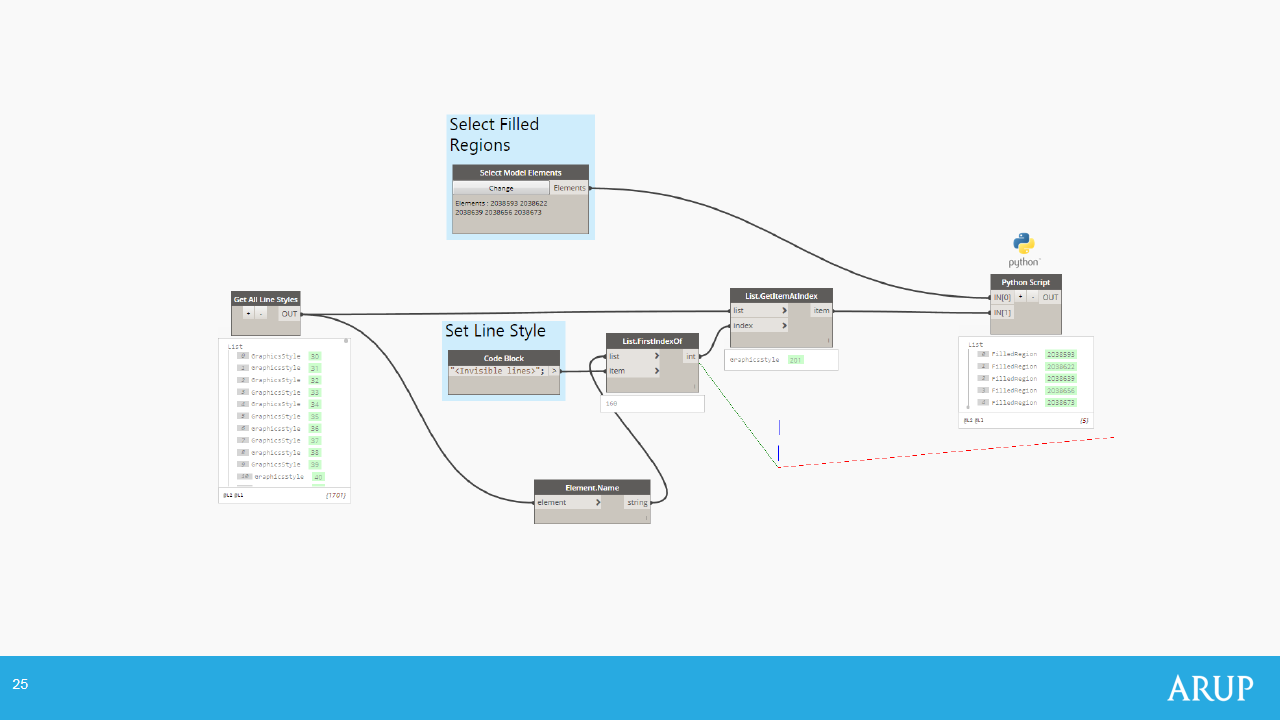 Select Filled
Regions
Select Model Elements
Change
Elements
Elements : 2038593 2038622
2038639 2038656 2038673
python
Python Script
IN[0] + - OUT
IN[1]
List
0 FilledRegion 2038593
1 FilledRegion 2038622
2 FilledRegion 2038639
3 FilledRegion 2038656
4 FilledRegion 2038673
@L2 @L1 {5}
Get All Line Styles
+ - OUT
List
0 GraphicsStyle 30
1 GraphicsStyle 31
2 GraphicsStyle 32
3 GraphicsStyle 33
4 GraphicsStyle 34
5 GraphicsStyle 35
6 GraphicsStyle 36
7 GraphicsStyle 37
8 GraphicsStyle 38
9 GraphicsStyle 39
10 GraphicsStyle 40
@L2 @L1 {1701}
Set Line Style
Code Block
"<Invisible lines>"; >
List.FirstIndexOf
list > int
item >
160
List.GetItemAtIndex
list > item
index >
GraphicsStyle 201
Element.Name
element > string
25
ARUP